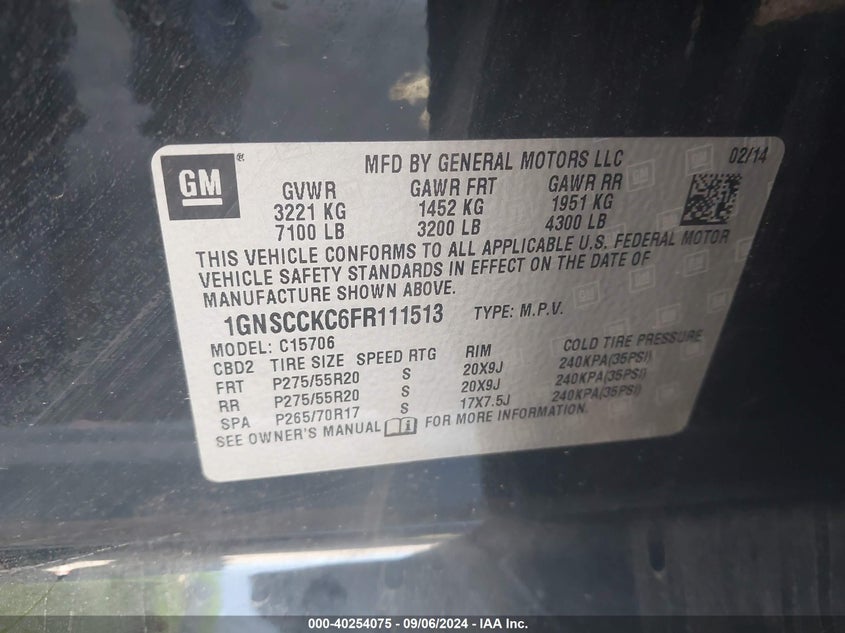 GM ® MFD BY GENERAL MOTORS LLC 02/14
GVWR GAWR FRT GAWR RR
3221 KG 1452 KG 1951 KG
7100 LB 3200 LB 4300 LB
THIS VEHICLE CONFORMS TO ALL APPLICABLE U.S. FEDERAL MOTOR
VEHICLE SAFETY STANDARDS IN EFFECT ON THE DATE OF
MANUFACTURE SHOWN ABOVE.
1GNSCCKC6FR111513 TYPE: M.P.V.
MODEL: C15706
CBD2 TIRE SIZE SPEED RTG RIM COLD TIRE PRESSURE
FRT P275/55R20 S 20X9J 240KPA(35PSI)
RR P275/55R20 S 20X9J 240KPA(35PSI)
SPA P265/70R17 S 17X7.5J 240KPA(35PSI)
SEE OWNER'S MANUAL FOR MORE INFORMATION.
000-40254075 - 09/06/2024 - IAA Inc.